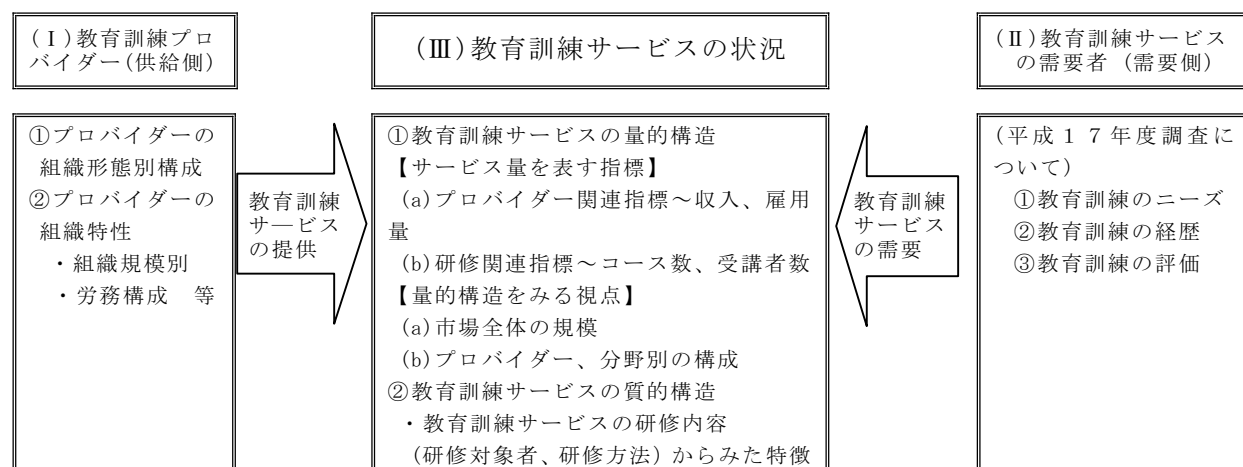 (Ⅰ)教育訓練プロ
バイダー(供給側)
(Ⅲ)教育訓練サービスの状況
(Ⅱ)教育訓練サービス
の需要者（需要側）
①プロバイダーの
組織形態別構成
②プロバイダーの
組織特性
・組織規模別
・労務構成　等
教育訓練
サ―ビス
の提供
①教育訓練サービスの量的構造
【サービス量を表す指標】
(a)プロバイダー関連指標～収入、雇用
量
(b)研修関連指標～コース数、受講者数
【量的構造をみる視点】
(a)市場全体の規模
(b)プロバイダー、分野別の構成
②教育訓練サービスの質的構造
・教育訓練サービスの研修内容
(研修対象者、研修方法)からみた特徴
教育訓練
サービス
の需要
(平成１７年度調査に
ついて)
①教育訓練のニーズ
②教育訓練の経歴
③教育訓練の評価